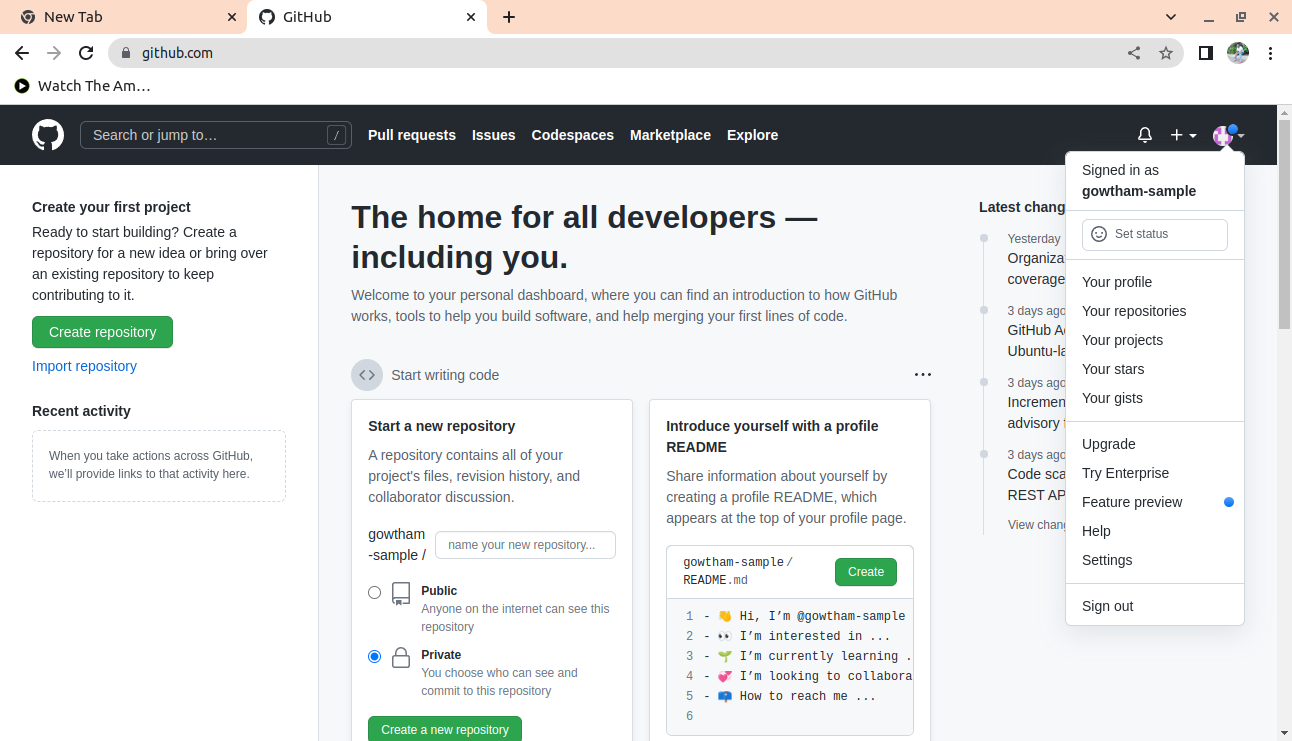 New Tab
GitHub
github.com
Watch The Am…
Search or jump to…
/
Pull requests
Issues
Codespaces
Marketplace
Explore
Create your first project
Ready to start building? Create a
repository for a new idea or bring over
an existing repository to keep
contributing to it.
Create repository
Import repository
Recent activity
When you take actions across GitHub,
we'll provide links to that activity here.
The home for all developers —
including you.
Welcome to your personal dashboard, where you can find an introduction to how GitHub
works, tools to help you build software, and help merging your first lines of code.
Start writing code
Start a new repository
A repository contains all of your
project's files, revision history, and
collaborator discussion.
gowtham
-sample /
name your new repository...
Public
Anyone on the internet can see this
repository
Private
You choose who can see and
commit to this repository
Create a new repository
Introduce yourself with a profile
README
Share information about yourself by
creating a profile README, which
appears at the top of your profile page.
gowtham-sample /
README.md
Create
1 - 👋 Hi, I’m @gowtham-sample
2 - 👀 I’m interested in ...
3 - 🌱 I’m currently learning .
4 - 💞️ I’m looking to collabora
5 - 📫 How to reach me ...
6
Latest chang
Yesterday
Organiza
coverage
3 days ago
GitHub A
Ubuntu-la
3 days ago
Incremen
advisory
3 days ago
Code sca
REST AP
View chang
Signed in as
gowtham-sample
Set status
Your profile
Your repositories
Your projects
Your stars
Your gists
Upgrade
Try Enterprise
Feature preview
Help
Settings
Sign out